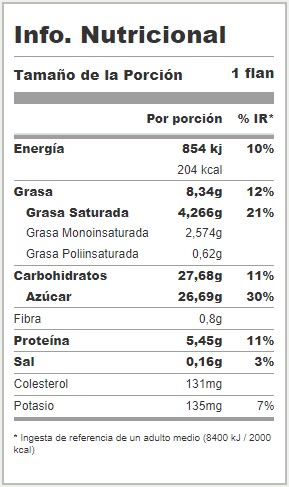 Info. Nutricional
Tamaño de la Porción 1 flan
Por porción % IR*
Energía 854 kj 10%
204 kcal
Grasa 8,34g 12%
Grasa Saturada 4,266g 21%
Grasa Monoinsaturada 2,574g
Grasa Poliinsaturada 0,62g
Carbohidratos 27,68g 11%
Azúcar 26,69g 30%
Fibra 0,8g
Proteína 5,45g 11%
Sal 0,16g 3%
Colesterol 131mg
Potasio 135mg 7%
* Ingesta de referencia de un adulto medio (8400 kJ / 2000
kcal)